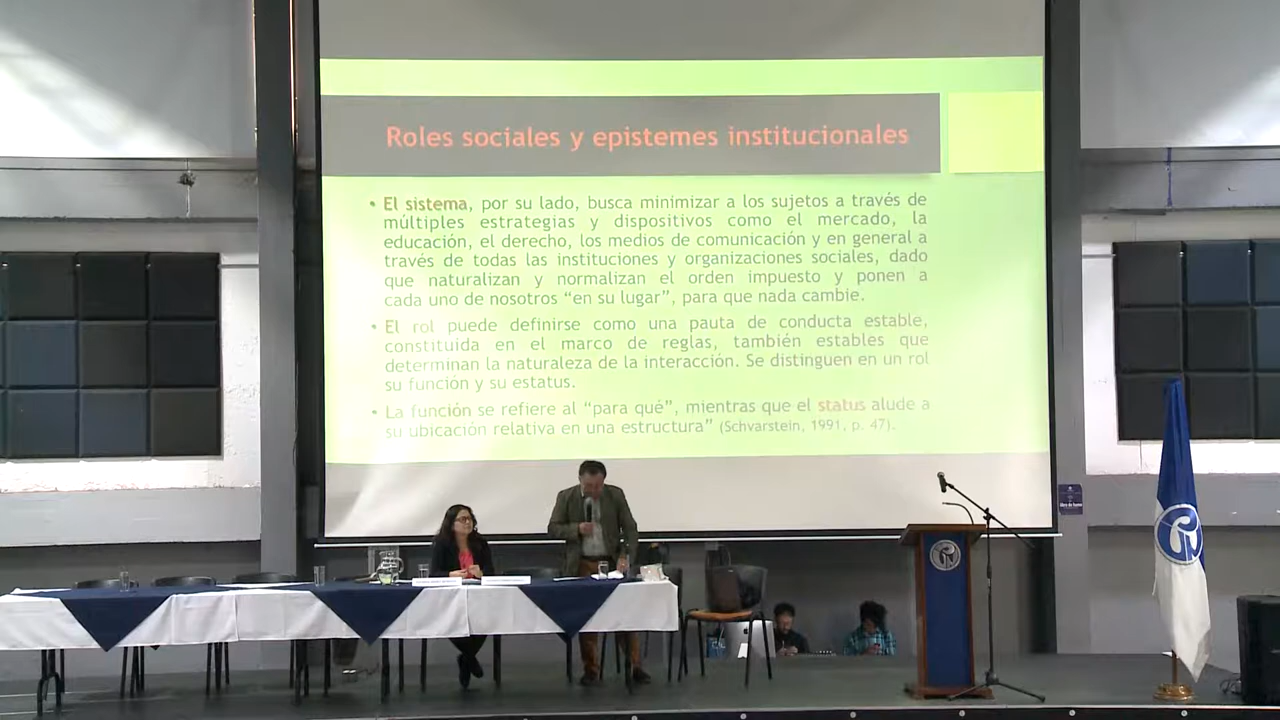 Roles sociales y epistemes institucionales
• El sistema, por su lado, busca minimizar a los sujetos a través de
múltiples estrategias y dispositivos como el mercado, la
educación, el derecho, los medios de comunicación y en general a
través de todas las instituciones y organizaciones sociales, dado
que naturalizan y normalizan el orden impuesto y ponen a
cada uno de nosotros “en su lugar”, para que nada cambie.
• El rol puede definirse como una pauta de conducta estable,
constituida en el marco de reglas, también estables que
determinan la naturaleza de la interacción. Se distinguen en un rol
su función y su estatus.
• La función se refiere al “para qué”, mientras que el status alude a
su ubicación relativa en una estructura” (Schvarstein, 1991, p. 47).